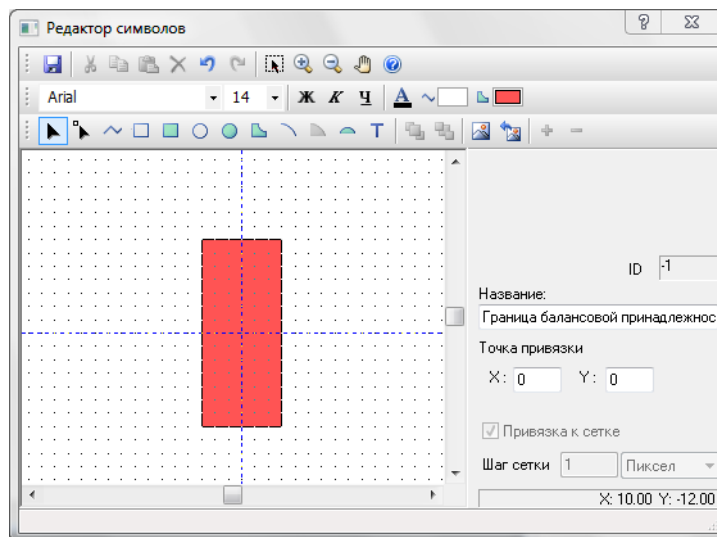 Редактор символов
Arial 14 Ж К Ч А
T
ID -1
Название:
Граница балансовой принадлежнос
Точка привязки
X: 0 Y: 0
Привязка к сетке
Шаг сетки 1 Пиксел
X: 10.00 Y: -12.00